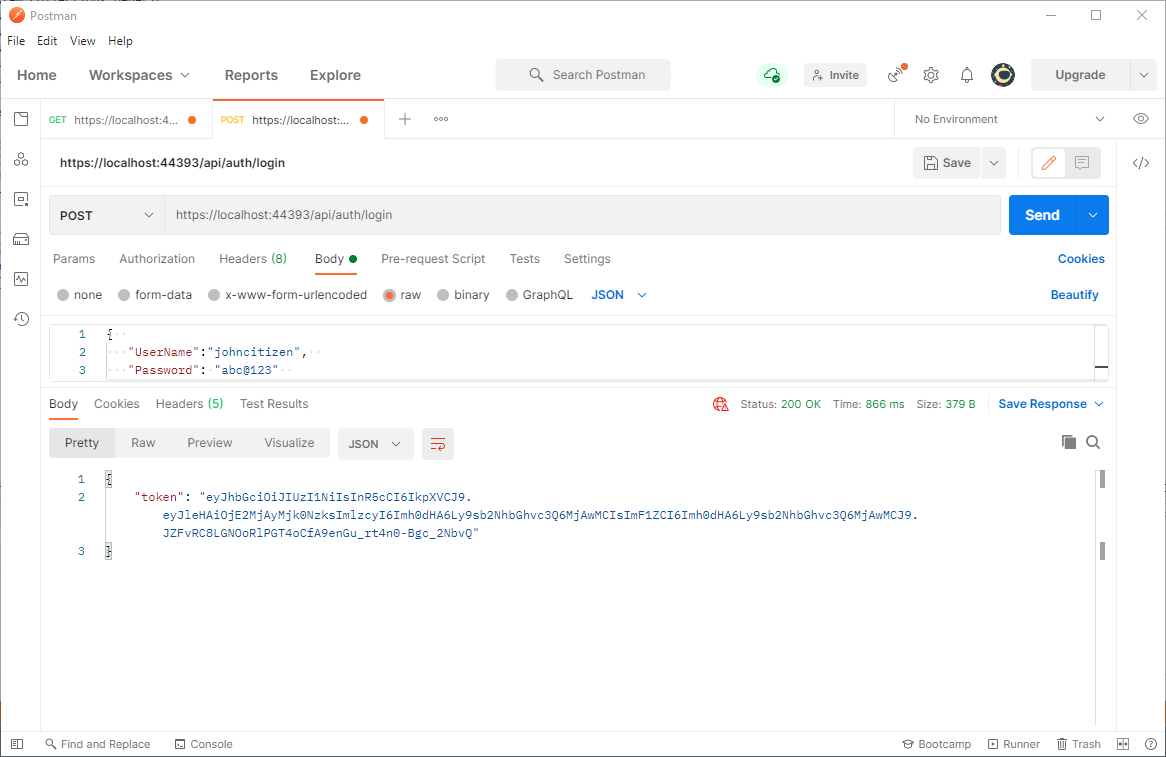 Postman
File Edit View Help
Home Workspaces Reports Explore Search Postman Invite Upgrade
GET https://localhost:4... POST https://localhost:... No Environment
https://localhost:44393/api/auth/login Save
POST https://localhost:44393/api/auth/login Send
Params Authorization Headers (8) Body Pre-request Script Tests Settings Cookies
none form-data x-www-form-urlencoded raw binary GraphQL JSON Beautify
1 {
2 "UserName":"johncitizen",
3 "Password": "abc@123"
Body Cookies Headers (5) Test Results Status: 200 OK Time: 866 ms Size: 379 B Save Response
Pretty Raw Preview Visualize JSON
1 {
2 "token": "eyJhbGciOiJIUzI1NiIsInR5cCI6IkpXVCJ9.
eyJleHAiOjE2MjAyMjk0NzksImlzcyI6Imh0dHA6Ly9sb2NhbGhvc3Q6MjAwMCIsImF1ZCI6Imh0dHA6Ly9sb2NhbGhvc3Q6MjAwMCJ9.
JZFvRC8LGNOoRlPGT4oCfA9enGu_rt4n0-Bgc_2NbvQ"
3 }
Find and Replace Console Bootcamp Runner Trash